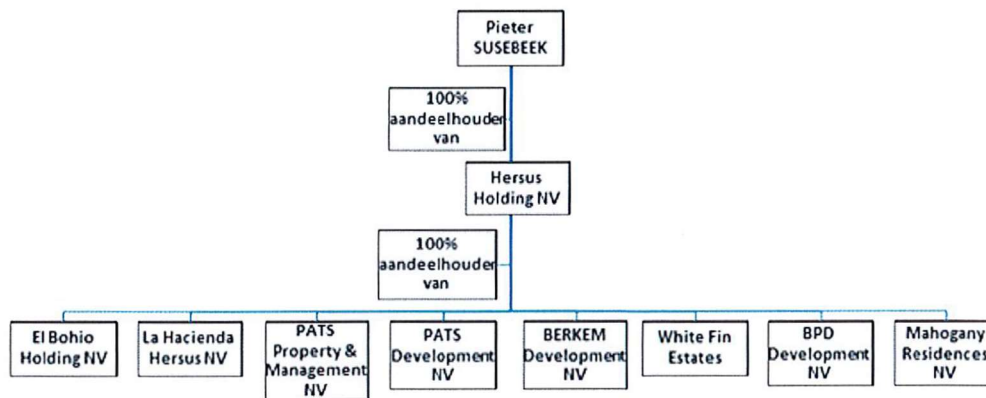 Pieter
SUSEBEEK
100%
aandeelhouder
van
Hersus
Holding NV
100%
aandeelhouder
van
El Bohio
Holding NV
La Hacienda
Hersus NV
PATS
Property &
Management
NV
PATS
Development
NV
BERKEM
Development
NV
White Fin
Estates
BPD
Development
NV
Mahogany
Residences
NV